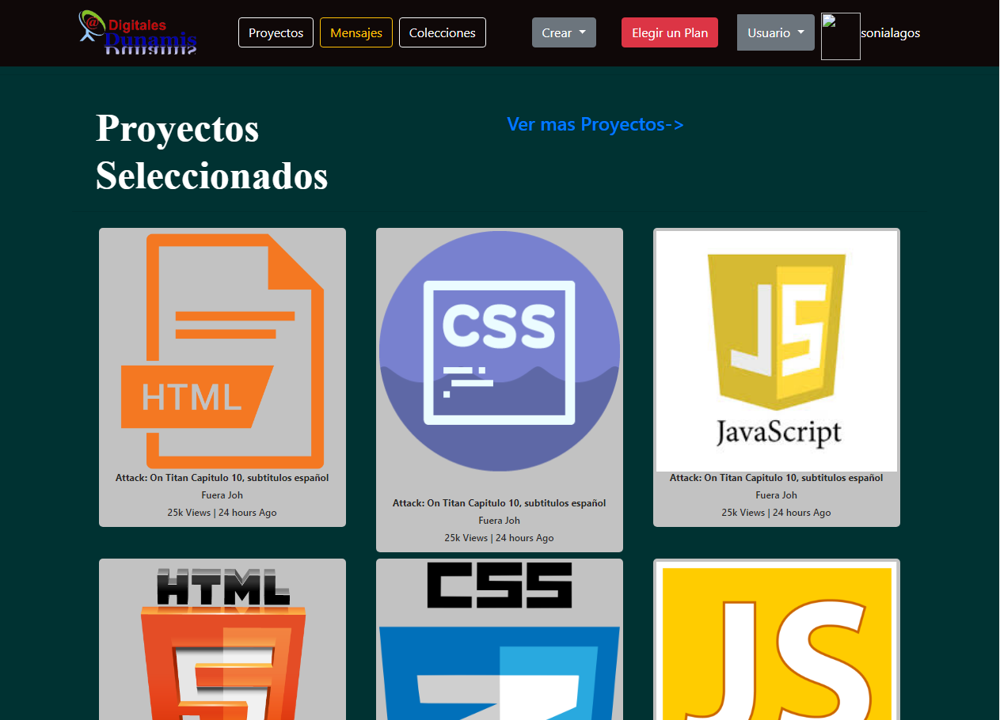 @ Digitales
Dunamis
Proyectos
Mensajes
Colecciones
Crear
Elegir un Plan
Usuario
sonialagos
Proyectos
Seleccionados
Ver mas Proyectos->
HTML
Attack: On Titan Capitulo 10, subtitulos español
Fuera Joh
25k Views | 24 hours Ago
CSS
Attack: On Titan Capitulo 10, subtitulos español
Fuera Joh
25k Views | 24 hours Ago
JS
JavaScript
Attack: On Titan Capitulo 10, subtitulos español
Fuera Joh
25k Views | 24 hours Ago
HTML
5
CSS
JS